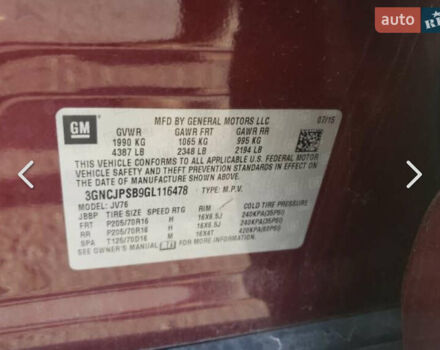 auto RIA
GM
MFD BY GENERAL MOTORS LLC 07/15
GVWR GAWR FRT GAWR RR
1990 KG 1065 KG 995 KG
4387 LB 2348 LB 2194 LB
THIS VEHICLE CONFORMS TO ALL APPLICABLE U.S. FEDERAL MOTOR
VEHICLE SAFETY AND THEFT PREVENTION STANDARDS IN EFFECT
ON THE DATE OF MANUFACTURE SHOWN ABOVE.
3GNCJPSB9GL116478 TYPE: M.P.V.
MODEL: JV76
JBBP TIRE SIZE SPEED RTG RIM COLD TIRE PRESSURE
FRT P205/70R16 H 16X6.5J 240KPA(35PSI)
RR P205/70R16 H 16X6.5J 240KPA(35PSI)
SPA T125/70D16 M 16X4T 420KPA(60PSI)
SEE OWNER'S MANUAL